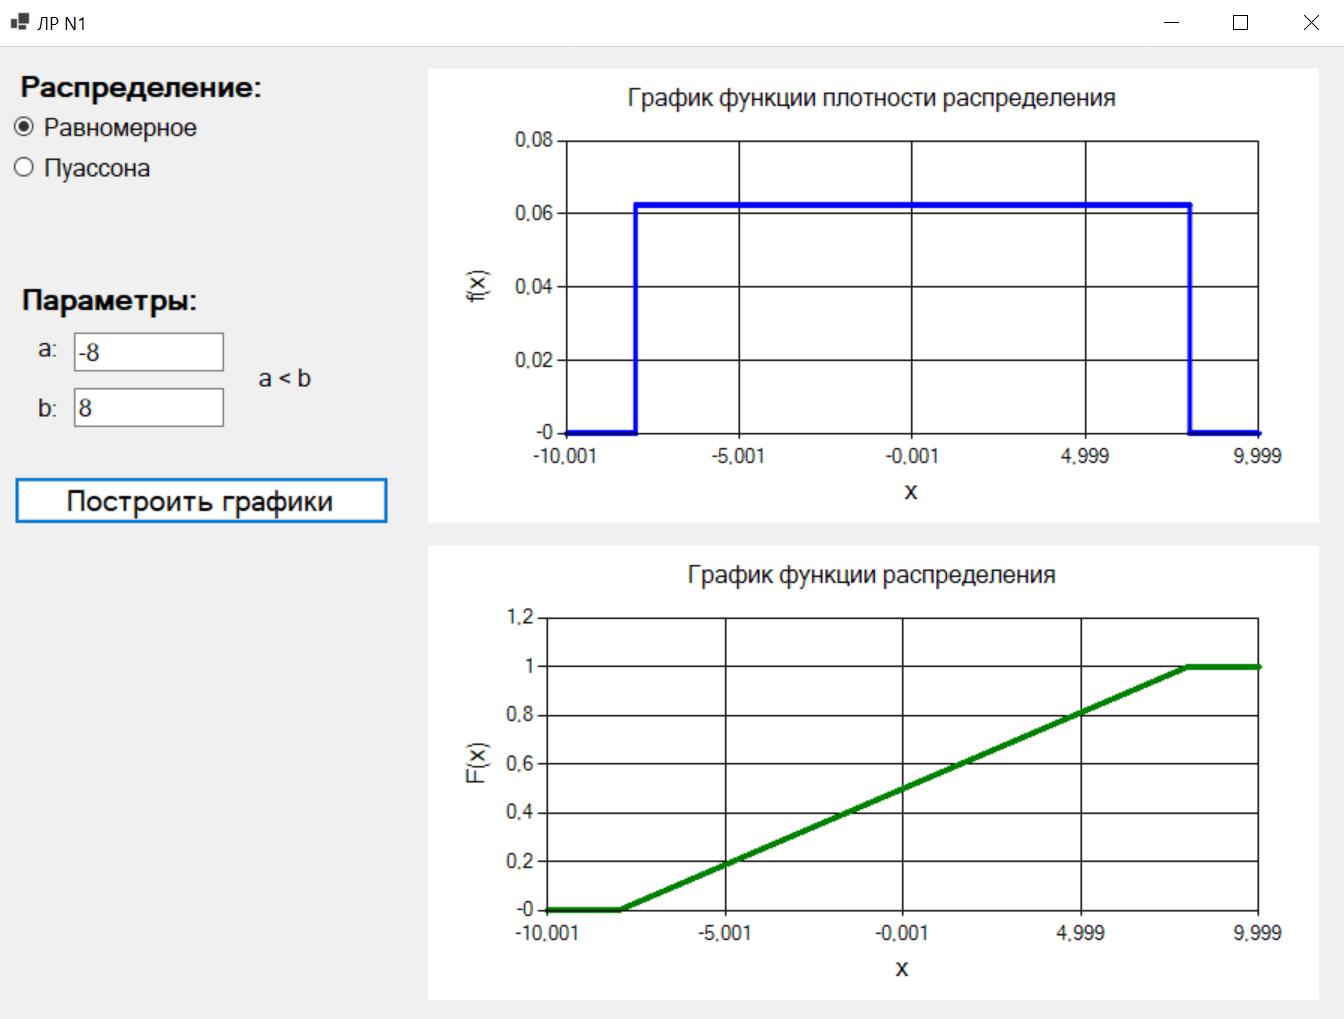 ЛР N1
Распределение:
Равномерное
Пуассона
Параметры:
a:
-8
a < b
b:
8
Построить графики
График функции плотности распределения
0,08
0,06
0,04
0,02
-0
f(x)
-10,001 -5,001 -0,001 4,999 9,999
x
График функции распределения
1,2
1
0,8
0,6
0,4
0,2
-0
F(x)
-10,001 -5,001 -0,001 4,999 9,999
x